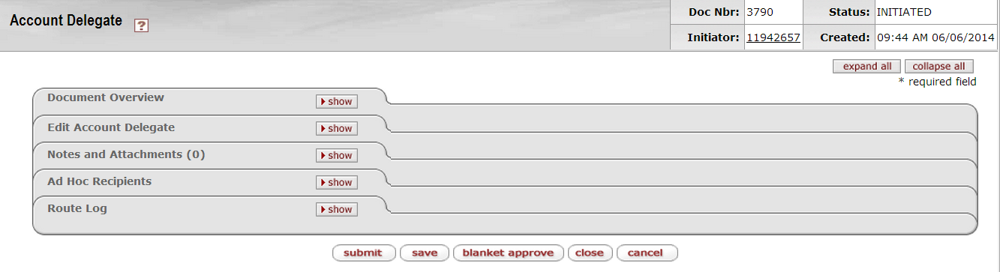 Account Delegate ?
Doc Nbr: 3790 Status: INITIATED
Initiator: 11942657 Created: 09:44 AM 06/06/2014
expand all collapse all
* required field
Document Overview show
Edit Account Delegate show
Notes and Attachments (0) show
Ad Hoc Recipients show
Route Log show
submit save blanket approve close cancel